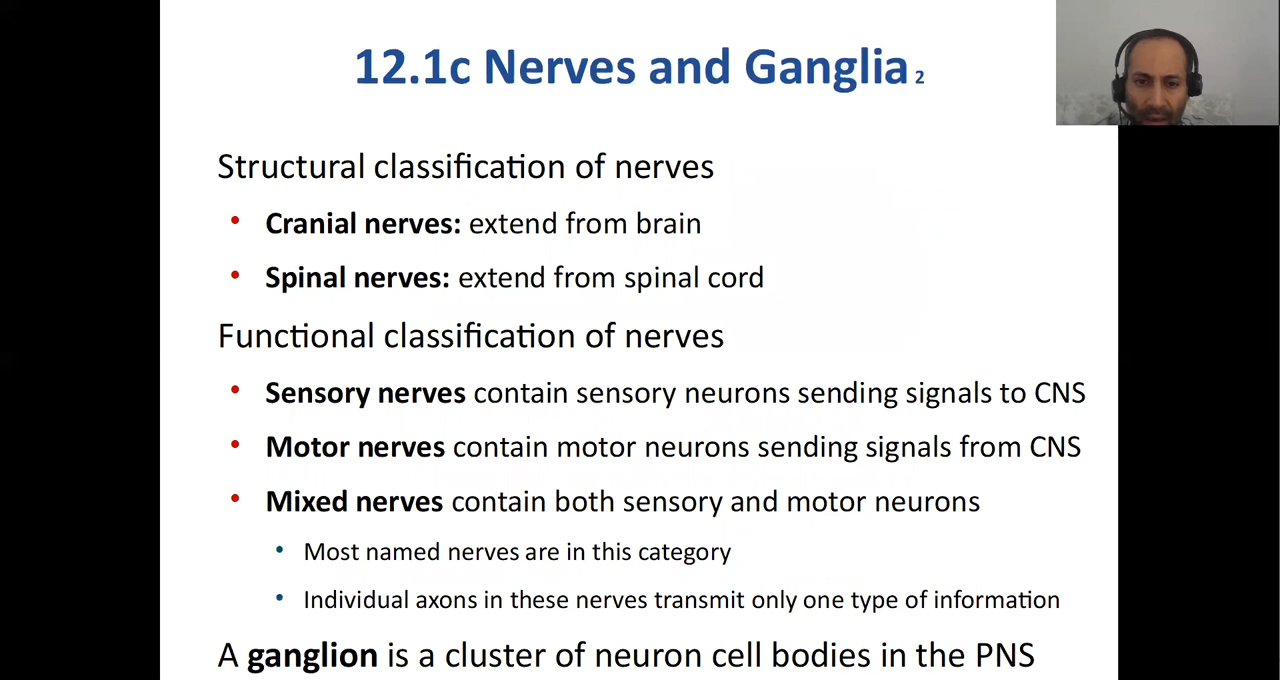 12.1c Nerves and Ganglia 2
Structural classification of nerves
• Cranial nerves: extend from brain
• Spinal nerves: extend from spinal cord
Functional classification of nerves
• Sensory nerves contain sensory neurons sending signals to CNS
• Motor nerves contain motor neurons sending signals from CNS
• Mixed nerves contain both sensory and motor neurons
• Most named nerves are in this category
• Individual axons in these nerves transmit only one type of information
A ganglion is a cluster of neuron cell bodies in the PNS